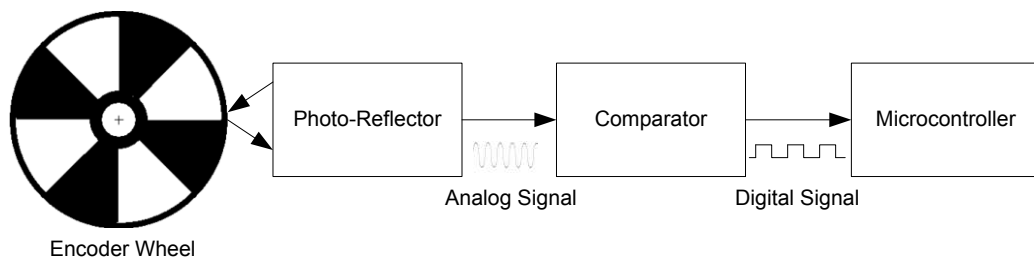 Photo-Reflector
Comparator
Microcontroller
Analog Signal
Digital Signal
Encoder Wheel